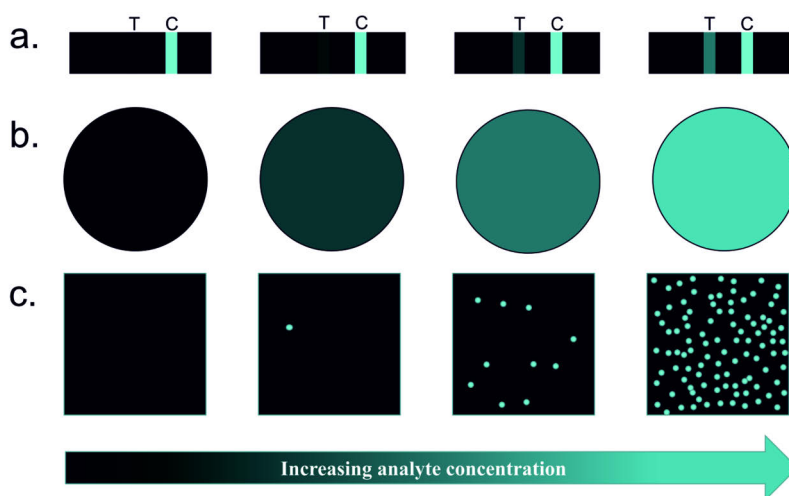 T C T C T C T C
a.
b.
c.
Increasing analyte concentration